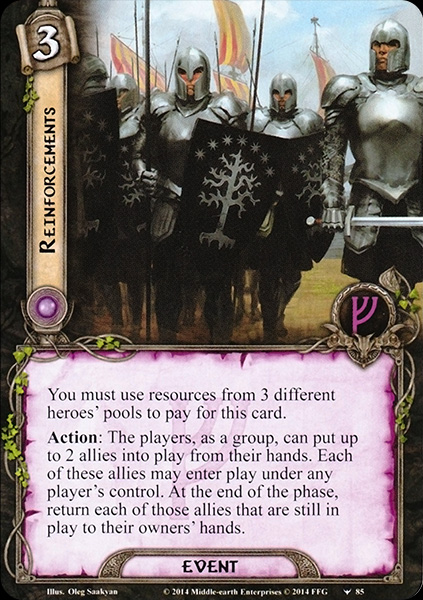 3
REINFORCEMENTS
You must use resources from 3 different
heroes' pools to pay for this card.
Action: The players, as a group, can put up
to 2 allies into play from their hands. Each
of these allies may enter play under any
player's control. At the end of the phase,
return each of those allies that are still in
play to their owners' hands.
EVENT
Illus. Oleg Saakyan © 2014 Middle-earth Enterprises © 2014 FFG 85